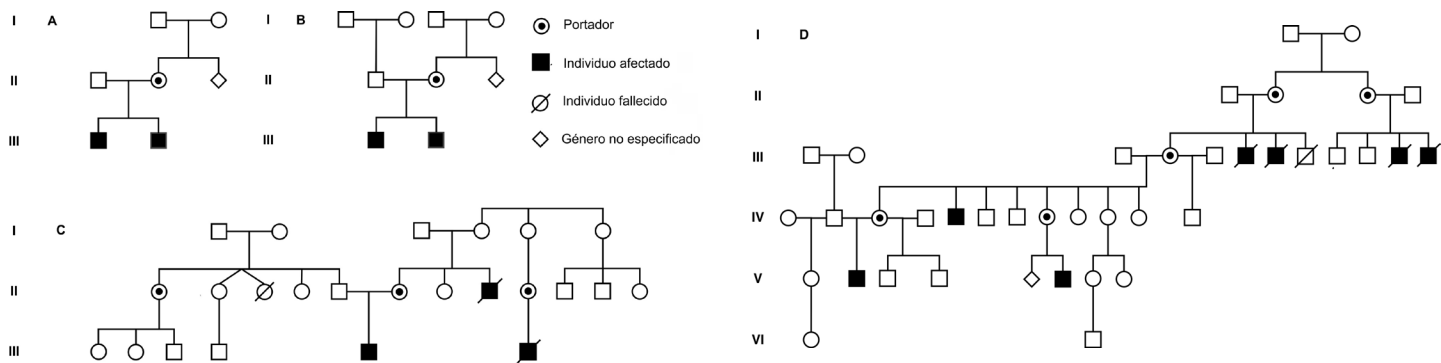 I A
II
III
I B
II
III
Portador
Individuo afectado
Individuo fallecido
Género no especificado
I C
II
III
I D
II
III
IV
V
VI